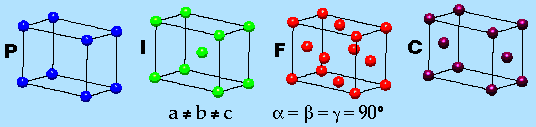 P I F C
a ≠ b ≠ c α = β = γ = 90°